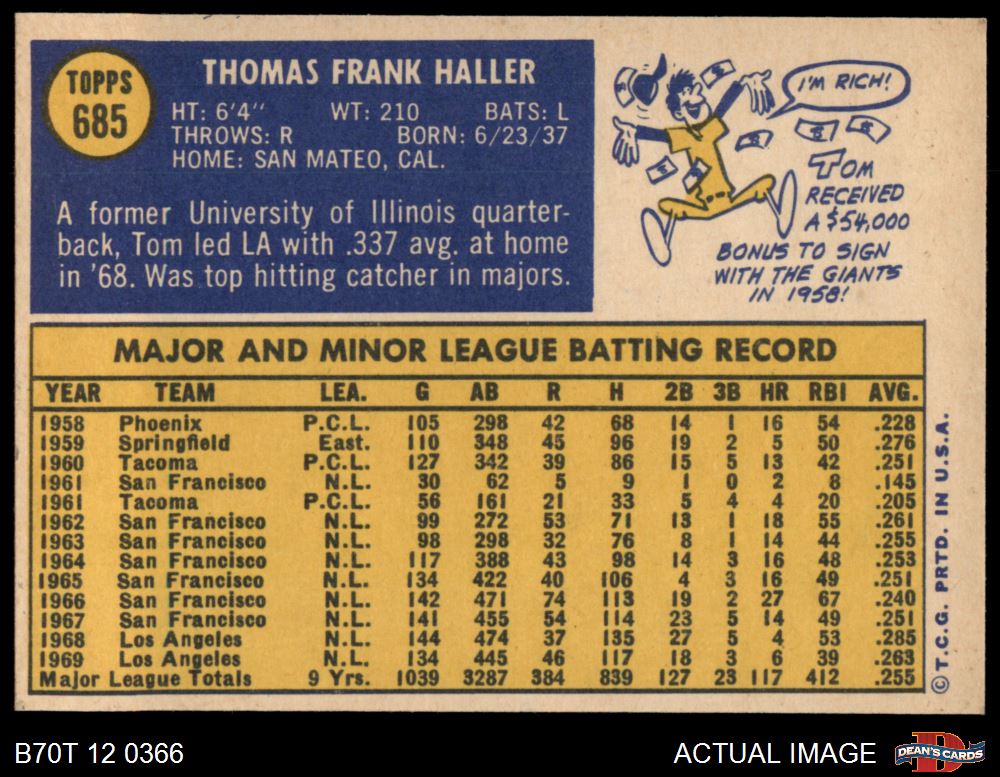 TOPPS
685
THOMAS FRANK HALLER
HT: 6'4" WT: 210 BATS: L
THROWS: R BORN: 6/23/37
HOME: SAN MATEO, CAL.
A former University of Illinois quarter-
back, Tom led LA with .337 avg. at home
in '68. Was top hitting catcher in majors.
I'M RICH!
TOM
RECEIVED
A $54,000
BONUS TO SIGN
WITH THE GIANTS
IN 1958!
MAJOR AND MINOR LEAGUE BATTING RECORD
YEAR TEAM LEA. G AB R H 2B 3B HR RBI AVG.
1958 Phoenix P.C.L. 105 298 42 68 14 1 16 54 .228
1959 Springfield East. 110 348 45 96 19 2 5 50 .276
1960 Tacoma P.C.L. 127 342 39 86 15 5 13 42 .251
1961 San Francisco N.L. 30 62 5 9 1 0 2 8 .145
1961 Tacoma P.C.L. 56 161 21 33 5 4 4 20 .205
1962 San Francisco N.L. 99 272 53 71 13 1 18 55 .261
1963 San Francisco N.L. 98 298 32 76 8 1 14 44 .255
1964 San Francisco N.L. 117 388 43 98 14 3 16 48 .253
1965 San Francisco N.L. 134 422 40 106 4 3 16 49 .251
1966 San Francisco N.L. 142 471 74 113 19 2 27 67 .240
1967 San Francisco N.L. 141 455 54 114 23 5 14 49 .251
1968 Los Angeles N.L. 144 474 37 135 27 5 4 53 .285
1969 Los Angeles N.L. 134 445 46 117 18 3 6 39 .263
Major League Totals 9 Yrs. 1039 3287 384 839 127 23 117 412 .255
© T.C.G. PRTD. IN U.S.A.
B70T 12 0366
ACTUAL IMAGE
D
DEAN'S CARDS